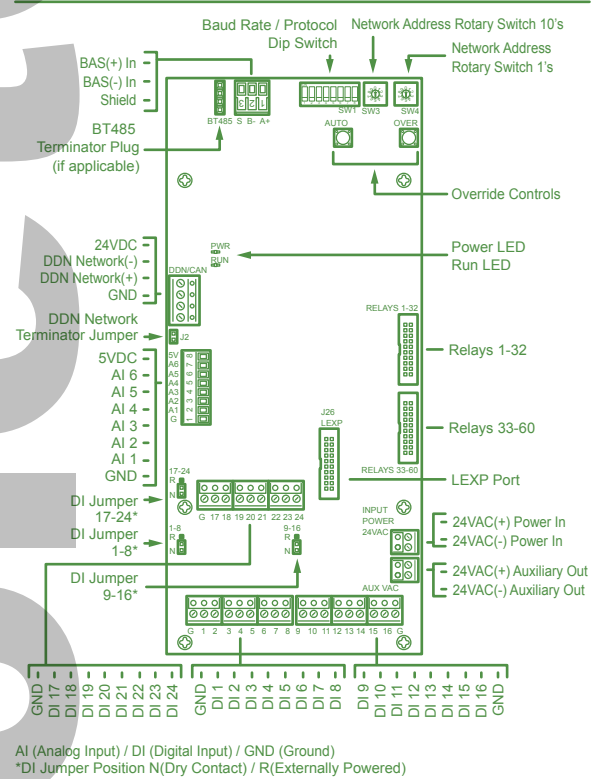 Baud Rate / Protocol
Dip Switch
Network Address Rotary Switch 10's
Network Address
Rotary Switch 1's
BAS(+) In
BAS(-) In
Shield
BT485
Terminator Plug
(if applicable)
BT485
S B- A+
3 2 1
SW1
SW3
SW4
AUTO
OVER
Override Controls
24VDC
DDN Network(-)
DDN Network(+)
GND
PWR
RUN
Power LED
Run LED
DDN/CAN
DDN Network
Terminator Jumper
J2
RELAYS 1-32
Relays 1-32
5VDC
AI 6
AI 5
AI 4
AI 3
AI 2
AI 1
GND
5V 8
A6 7
A5 6
A4 5
A3 4
A2 3
A1 2
G 1
J26
LEXP
Relays 33-60
RELAYS 33-60
LEXP Port
17-24
R
N
DI Jumper
17-24*
G 17 18 19 20 21 22 23 24
INPUT
POWER
24VAC
24VAC(+) Power In
24VAC(-) Power In
DI Jumper
1-8*
1-8
R
N
9-16
R
N
DI Jumper
9-16*
AUX VAC
24VAC(+) Auxiliary Out
24VAC(-) Auxiliary Out
G 1 2 3 4 5 6 7 8 9 10 11 12 13 14 15 16 G
GND
DI 17
DI 18
DI 19
DI 20
DI 21
DI 22
DI 23
DI 24
GND
DI 1
DI 2
DI 3
DI 4
DI 5
DI 6
DI 7
DI 8
DI 9
DI 10
DI 11
DI 12
DI 13
DI 14
DI 15
DI 16
GND
AI (Analog Input) / DI (Digital Input) / GND (Ground)
*DI Jumper Position N(Dry Contact) / R(Externally Powered)